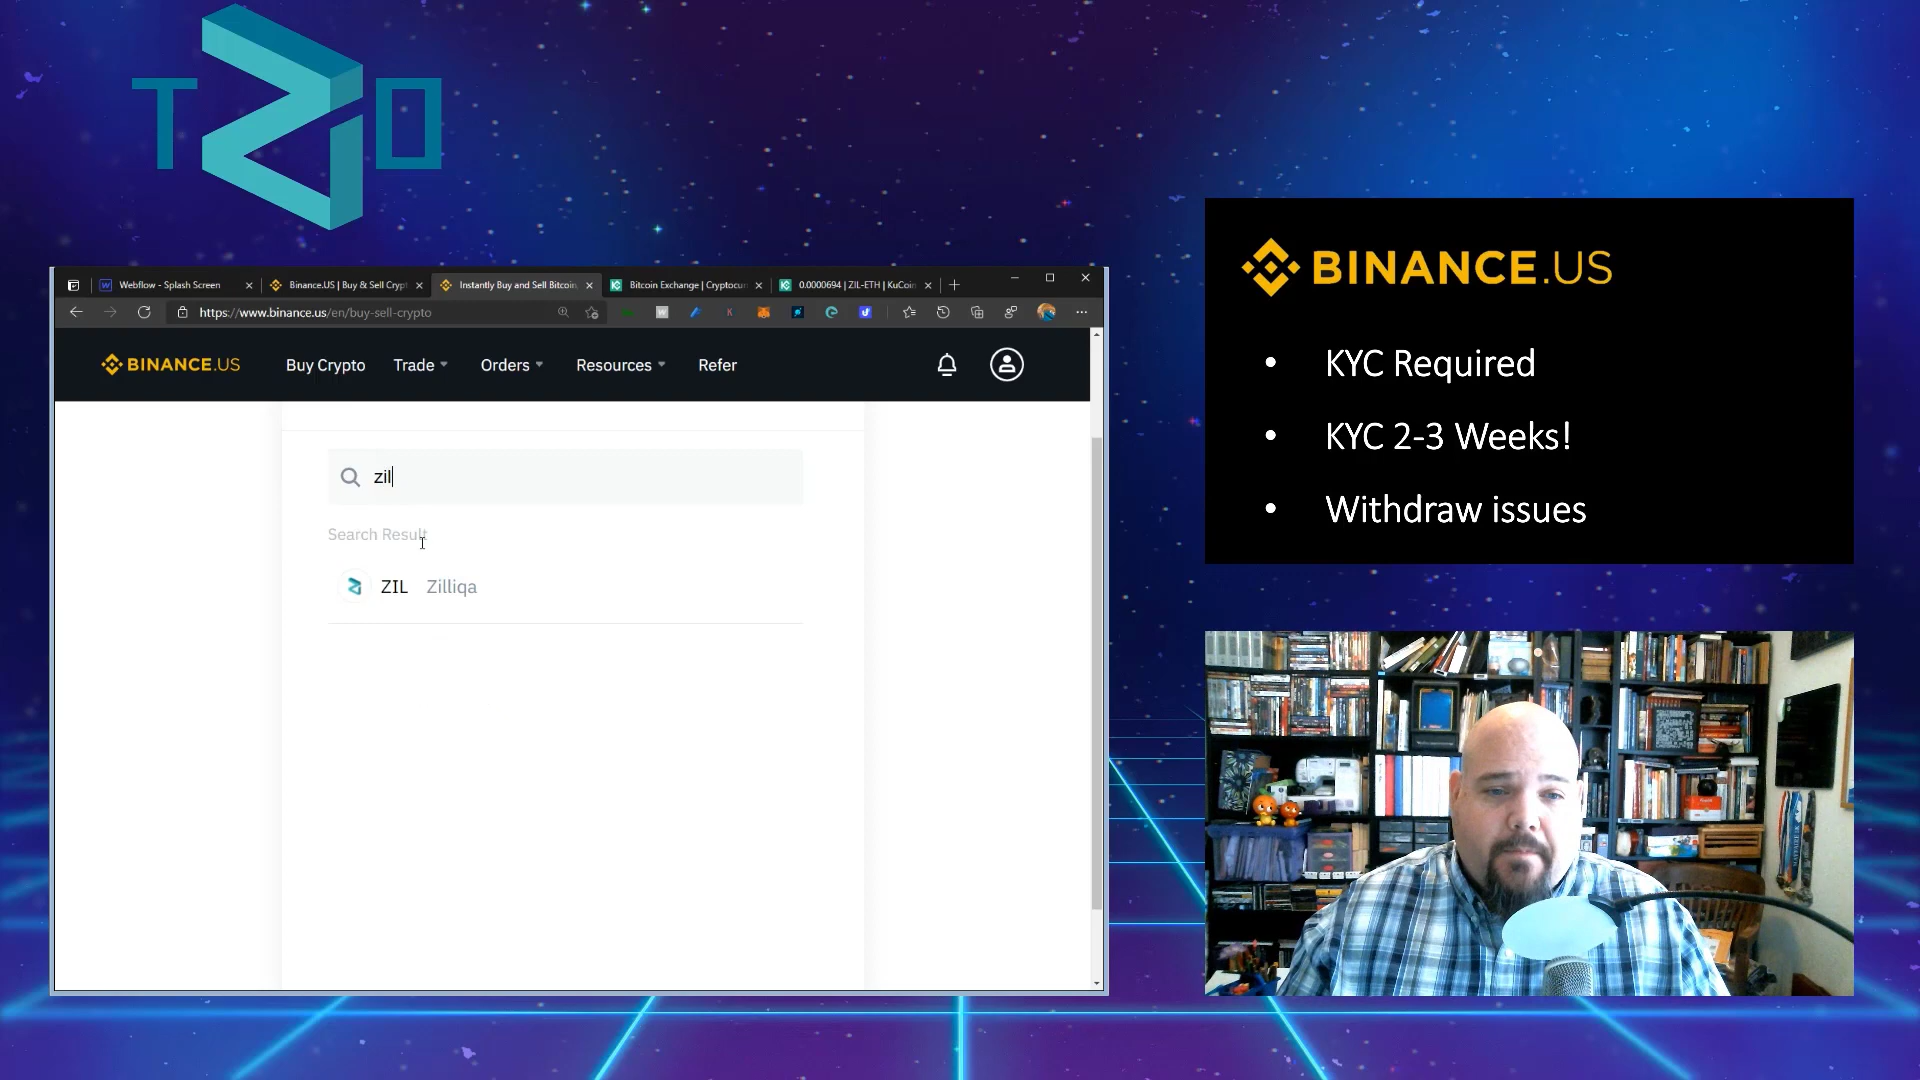 TZO
Webflow - Splash Screen
Binance.US | Buy & Sell Crypt
Instantly Buy and Sell Bitcoin
Bitcoin Exchange | Cryptocur
0.0000694 | ZIL-ETH | KuCoin
https://www.binance.us/en/buy-sell-crypto
BINANCE.US
Buy Crypto
Trade
Orders
Resources
Refer
zil
Search Result
ZIL Zilliqa
BINANCE.US
• KYC Required
• KYC 2-3 Weeks!
• Withdraw issues